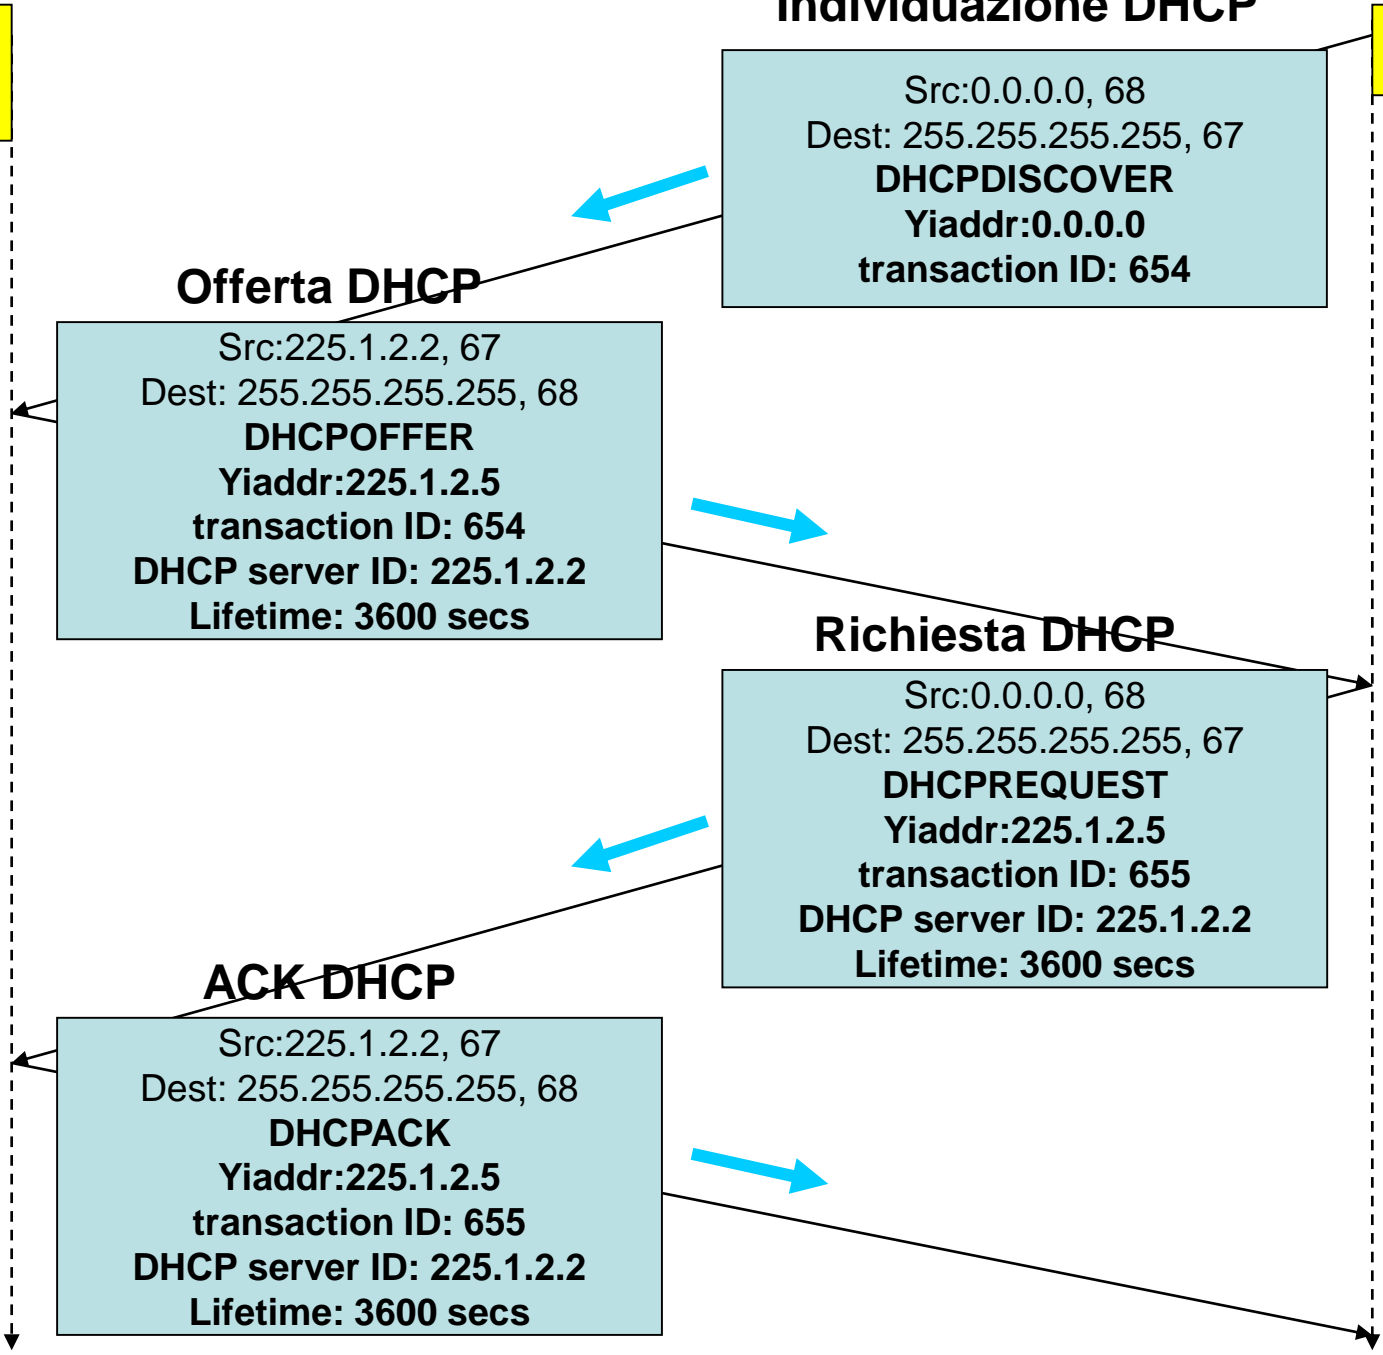 Individuazione DHCP
Src:0.0.0.0, 68
Dest: 255.255.255.255, 67
DHCPDISCOVER
Yiaddr:0.0.0.0
transaction ID: 654
Offerta DHCP
Src:225.1.2.2, 67
Dest: 255.255.255.255, 68
DHCPOFFER
Yiaddr:225.1.2.5
transaction ID: 654
DHCP server ID: 225.1.2.2
Lifetime: 3600 secs
Richiesta DHCP
Src:0.0.0.0, 68
Dest: 255.255.255.255, 67
DHCPREQUEST
Yiaddr:225.1.2.5
transaction ID: 655
DHCP server ID: 225.1.2.2
Lifetime: 3600 secs
ACK DHCP
Src:225.1.2.2, 67
Dest: 255.255.255.255, 68
DHCPACK
Yiaddr:225.1.2.5
transaction ID: 655
DHCP server ID: 225.1.2.2
Lifetime: 3600 secs